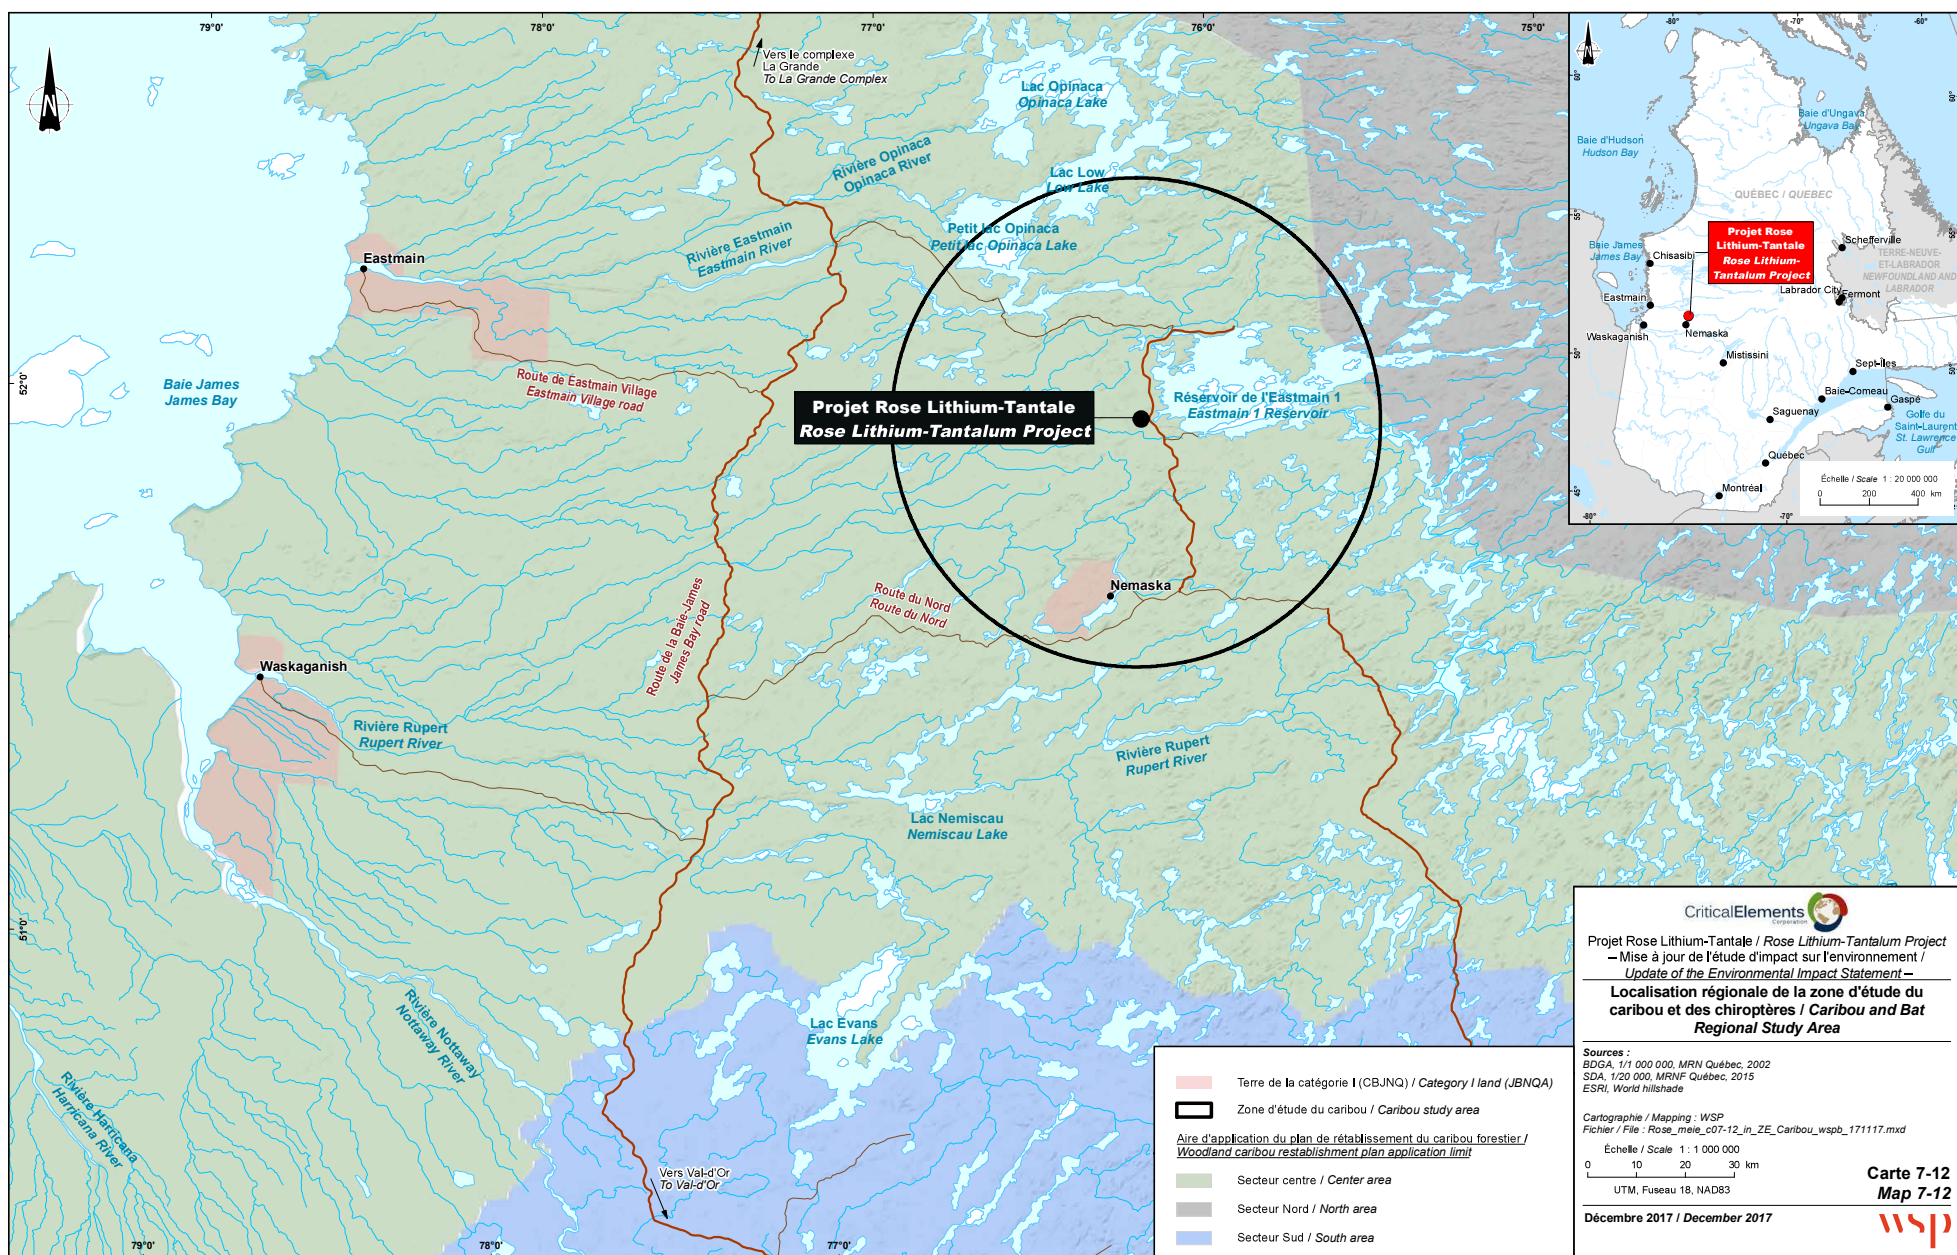 79°0'
78°0'
77°0'
76°0'
75°0'
52°0'
51°0'
79°0'
78°0'
77°0'
N
Vers le complexe
La Grande
To La Grande Complex
Lac Opinaca
Opinaca Lake
Rivière Opinaca
Opinaca River
Lac Low
Low Lake
Petit lac Opinaca
Petit lac Opinaca Lake
Rivière Eastmain
Eastmain River
Eastmain
Route de Eastmain Village
Eastmain Village road
Baie James
James Bay
Projet Rose Lithium-Tantale
Rose Lithium-Tantalum Project
Réservoir de l'Eastmain 1
Eastmain 1 Reservoir
Nemaska
Route du Nord
Route du Nord
Route de la Baie-James
James Bay road
Waskaganish
Rivière Rupert
Rupert River
Rivière Rupert
Rupert River
Lac Nemiscau
Nemiscau Lake
Lac Evans
Evans Lake
Rivière Nottaway
Nottaway River
Rivière Harricana
Harricana River
Vers Val-d'Or
To Val-d'Or
-80°
-70°
-60°
60°
60°
55°
55°
50°
50°
45°
-80°
-70°
Baie d'Hudson
Hudson Bay
Baie d'Ungava
Ungava Bay
QUÉBEC / QUEBEC
Projet Rose
Lithium-Tantale
Rose Lithium-
Tantalum Project
Baie James
James Bay
Chisasibi
Schefferville
TERRE-NEUVE-
ET-LABRADOR
NEWFOUNDLAND AND
LABRADOR
Labrador City
Fermont
Eastmain
Waskaganish
Nemaska
Mistissini
Sept-Îles
Baie-Comeau
Gaspé
Saguenay
Golfe du
Saint-Laurent
St. Lawrence
Gulf
Québec
Montréal
Échelle / Scale 1 : 20 000 000
0 200 400 km
Terre de la catégorie I (CBJNQ) / Category I land (JBNQA)
Zone d'étude du caribou / Caribou study area
Aire d'application du plan de rétablissement du caribou forestier /
Woodland caribou restablishment plan application limit
Secteur centre / Center area
Secteur Nord / North area
Secteur Sud / South area
CriticalElements
Corporation
Projet Rose Lithium-Tantale / Rose Lithium-Tantalum Project
– Mise à jour de l'étude d'impact sur l'environnement /
Update of the Environmental Impact Statement –
Localisation régionale de la zone d'étude du
caribou et des chiroptères / Caribou and Bat
Regional Study Area
Sources :
BDGA, 1/1 000 000, MRN Québec, 2002
SDA, 1/20 000, MRNF Québec, 2015
ESRI, World hillshade
Cartographie / Mapping : WSP
Fichier / File : Rose_meie_c07-12_in_ZE_Caribou_wspb_171117.mxd
Échelle / Scale 1 : 1 000 000
0 10 20 30 km
UTM, Fuseau 18, NAD83
Carte 7-12
Map 7-12
Décembre 2017 / December 2017
wsp